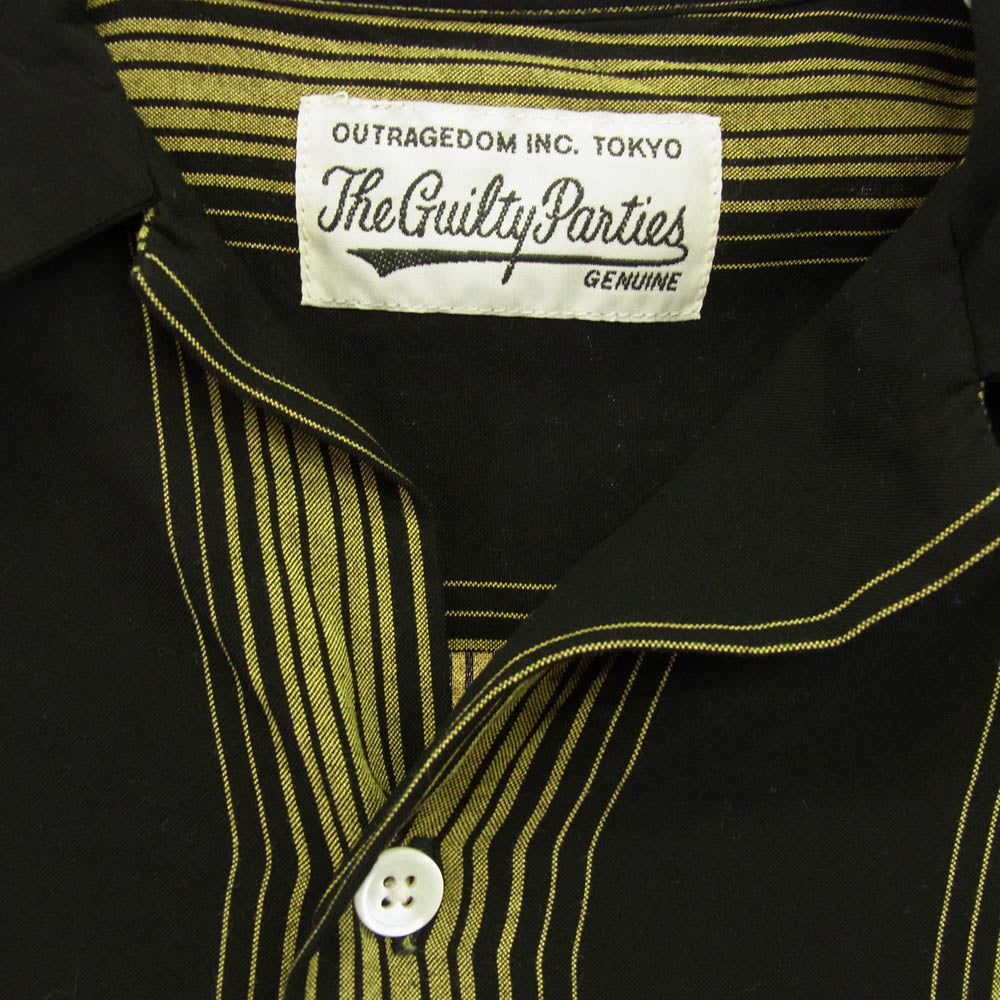 OUTRAGEDOM INC. TOKYO
The Guilty Parties
GENUINE